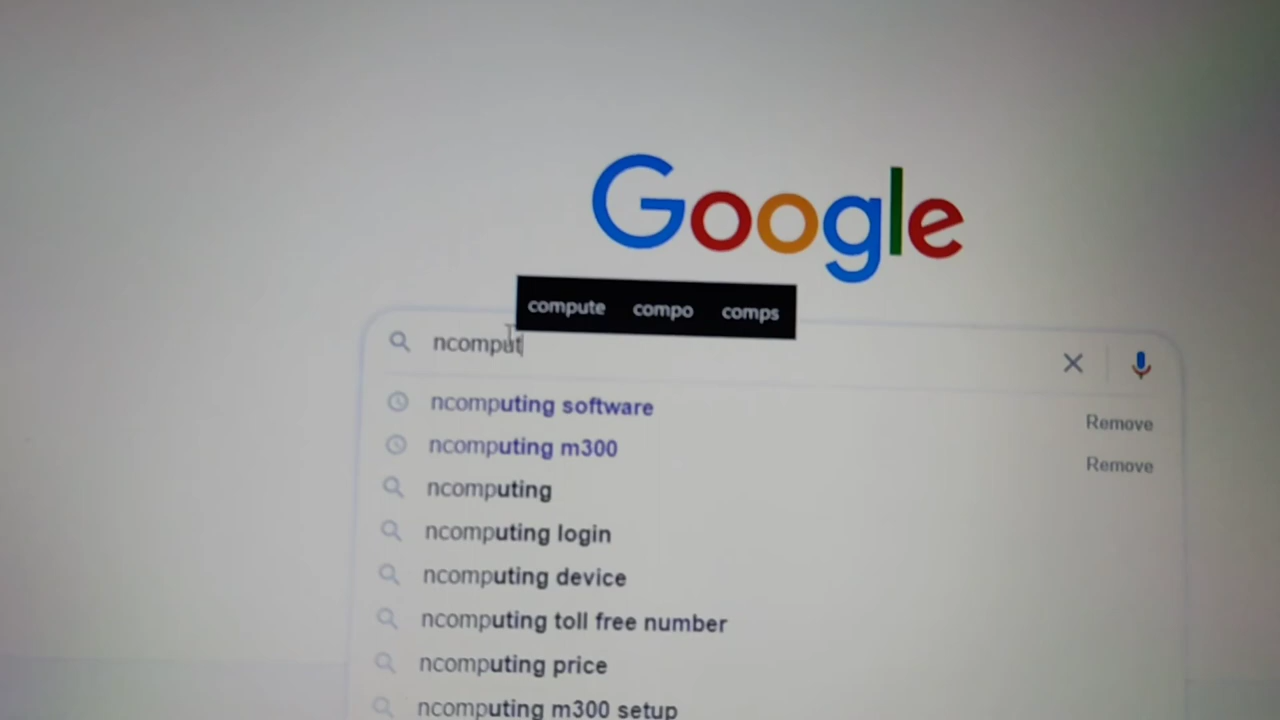 Google
compute compo comps
ncomput
ncomputing software
Remove
ncomputing m300
Remove
ncomputing
ncomputing login
ncomputing device
ncomputing toll free number
ncomputing price
ncomputing m300 setup